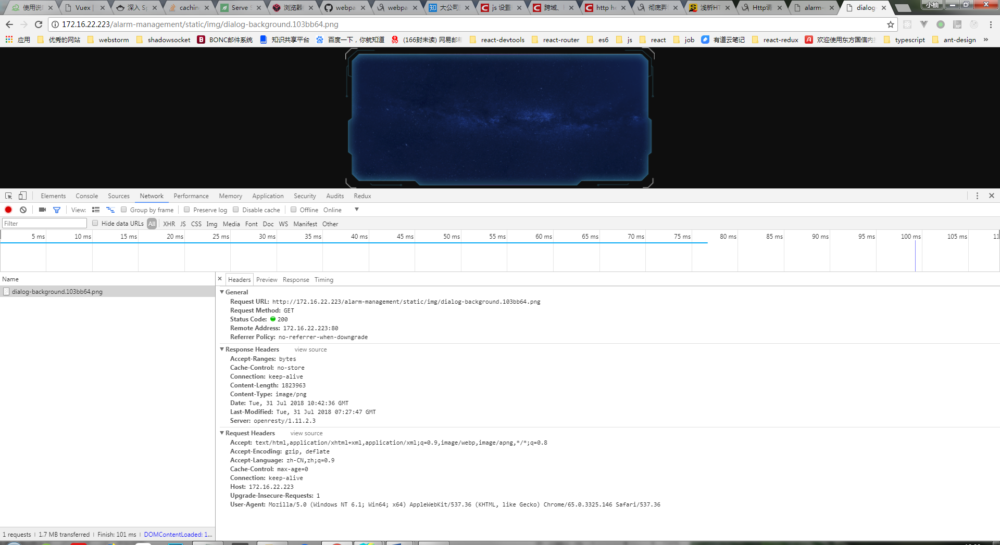 使用说 Vuex | 深入 Sp cachin Serve S 浏览器 webpa webpa 大公司 js 设置 跨域、 http he 彻底弄 浅析HT Http请 alarm- dialog- 小柚
172.16.22.223/alarm-management/static/img/dialog-background.103bb64.png
应用 优秀的网站 webstorm shadowsocket BONC邮件系统 知识共享平台 百度一下，你就知道 (166封未读) 网易邮箱 react-devtools react-router es6 js react job 有道云笔记 react-redux 欢迎使用东方国信内 typescript ant-design »
Elements Console Sources Network Performance Memory Application Security Audits Redux
View: Group by frame Preserve log Disable cache Offline Online
Filter Hide data URLs All XHR JS CSS Img Media Font Doc WS Manifest Other
5 ms 10 ms 15 ms 20 ms 25 ms 30 ms 35 ms 40 ms 45 ms 50 ms 55 ms 60 ms 65 ms 70 ms 75 ms 80 ms 85 ms 90 ms 95 ms 100 ms 105 ms 11
Name
dialog-background.103bb64.png
Headers Preview Response Timing
General
Request URL: http://172.16.22.223/alarm-management/static/img/dialog-background.103bb64.png
Request Method: GET
Status Code: 200
Remote Address: 172.16.22.223:80
Referrer Policy: no-referrer-when-downgrade
Response Headers view source
Accept-Ranges: bytes
Cache-Control: no-store
Connection: keep-alive
Content-Length: 1823963
Content-Type: image/png
Date: Tue, 31 Jul 2018 10:42:36 GMT
Last-Modified: Tue, 31 Jul 2018 07:27:47 GMT
Server: openresty/1.11.2.3
Request Headers view source
Accept: text/html,application/xhtml+xml,application/xml;q=0.9,image/webp,image/apng,*/*;q=0.8
Accept-Encoding: gzip, deflate
Accept-Language: zh-CN,zh;q=0.9
Cache-Control: max-age=0
Connection: keep-alive
Host: 172.16.22.223
Upgrade-Insecure-Requests: 1
User-Agent: Mozilla/5.0 (Windows NT 6.1; Win64; x64) AppleWebKit/537.36 (KHTML, like Gecko) Chrome/65.0.3325.146 Safari/537.36
1 requests | 1.7 MB transferred | Finish: 101 ms | DOMContentLoaded: 1...